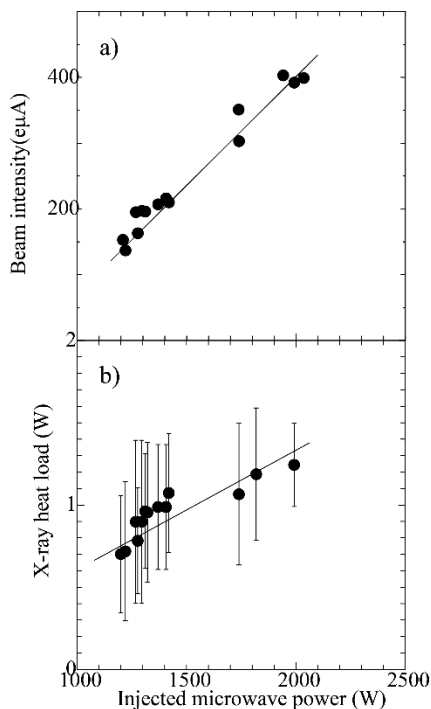 a)
400
200
Beam intensity(eμA)
2
b)
1
0
X-ray heat load (W)
1000 1500 2000 2500
Injected microwave power (W)